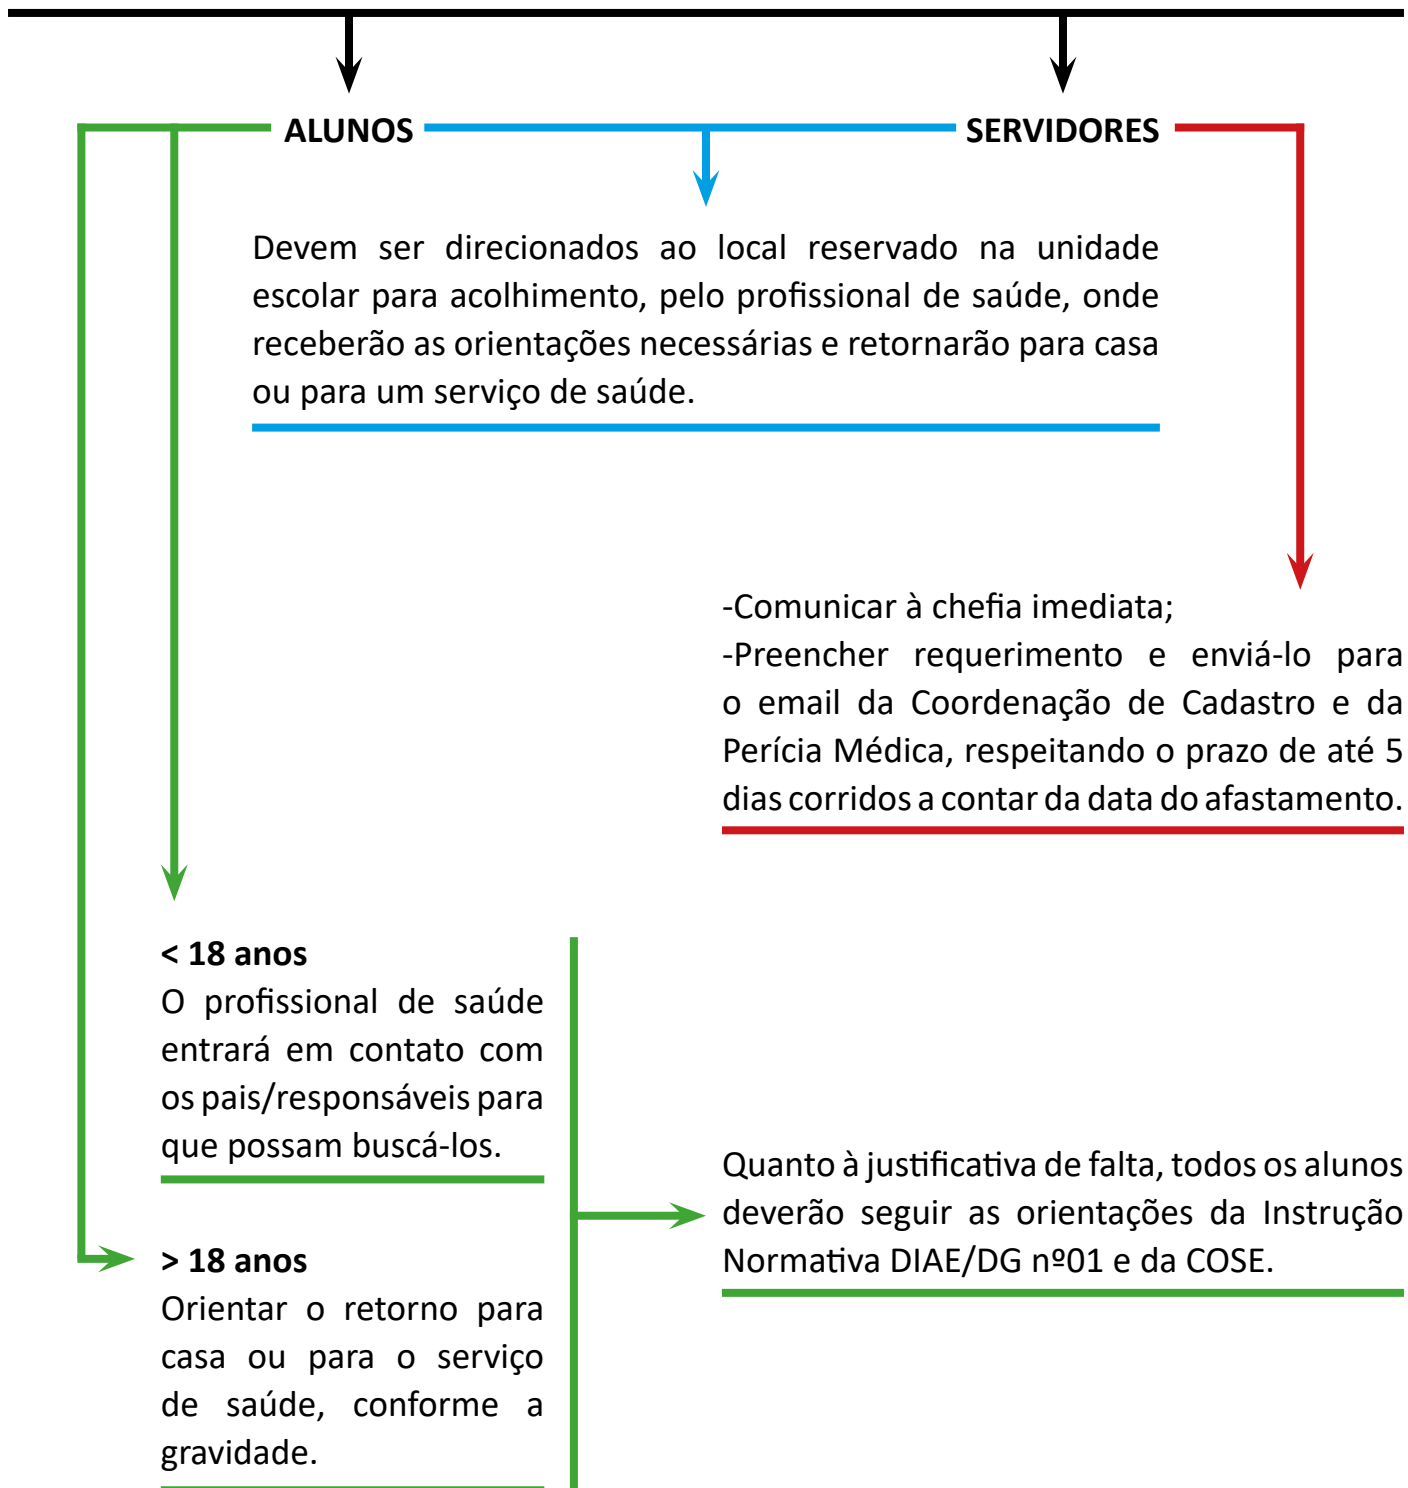 ALUNOS
SERVIDORES
Devem ser direcionados ao local reservado na unidade
escolar para acolhimento, pelo profissional de saúde, onde
receberão as orientações necessárias e retornarão para casa
ou para um serviço de saúde.
-Comunicar à chefia imediata;
-Preencher requerimento e enviá-lo para
o email da Coordenação de Cadastro e da
Perícia Médica, respeitando o prazo de até 5
dias corridos a contar da data do afastamento.
< 18 anos
O profissional de saúde
entrará em contato com
os pais/responsáveis para
que possam buscá-los.
> 18 anos
Orientar o retorno para
casa ou para o serviço
de saúde, conforme a
gravidade.
Quanto à justificativa de falta, todos os alunos
deverão seguir as orientações da Instrução
Normativa DIAE/DG nº01 e da COSE.